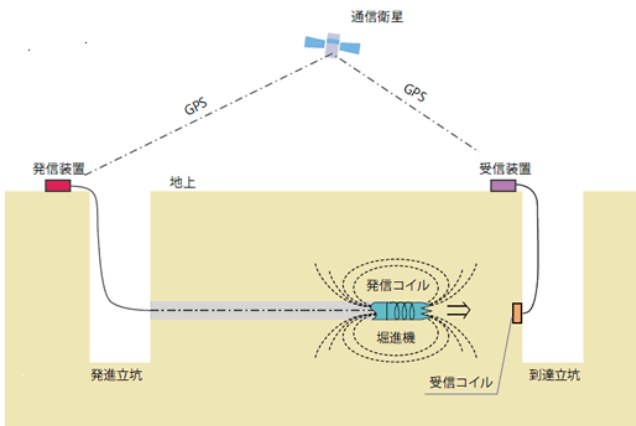 通信衛星
GPS
GPS
発信装置
受信装置
地上
発信コイル
堀進機
発進立坑
受信コイル
到達立坑